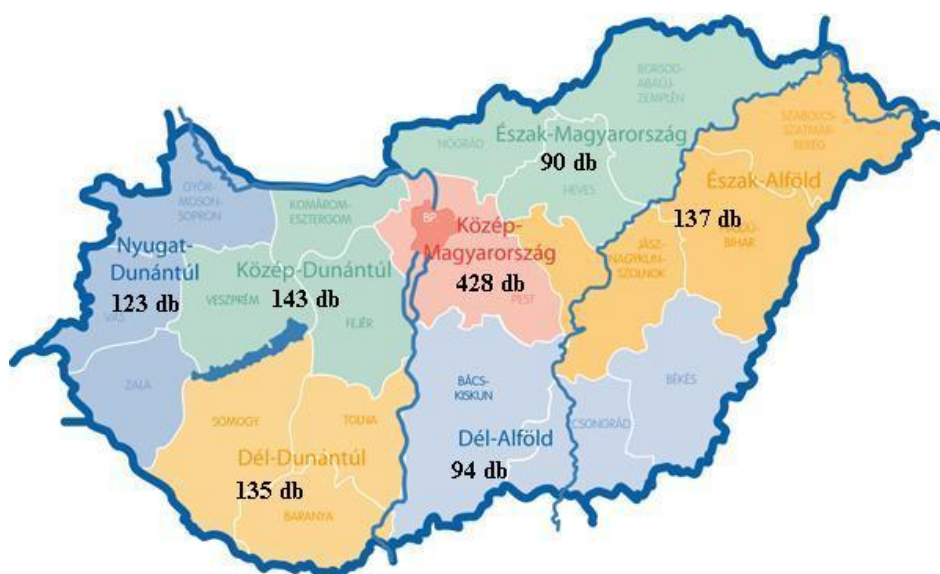 BORSOD-
ABAÚJ-
ZEMPLÉN
SZABOLCS-
SZATMÁR-
BEREG
NÓGRÁD
Észak-Magyarország
90 db
HEVES
Észak-Alföld
137 db
HAJDÚ-
BIHAR
JÁSZ-
NAGYKUN-
SZOLNOK
GYŐR-
MOSON-
SOPRON
KOMÁROM-
ESZTERGOM
BP.
Közép-
Magyarország
428 db
PEST
Nyugat-
Dunántúl
123 db
VAS
Közép-Dunántúl
VESZPRÉM
143 db
FEJÉR
ZALA
BÁCS-
KISKUN
BÉKÉS
SOMOGY
TOLNA
CSONGRÁD
Dél-Alföld
94 db
Dél-Dunántúl
135 db
BARANYA